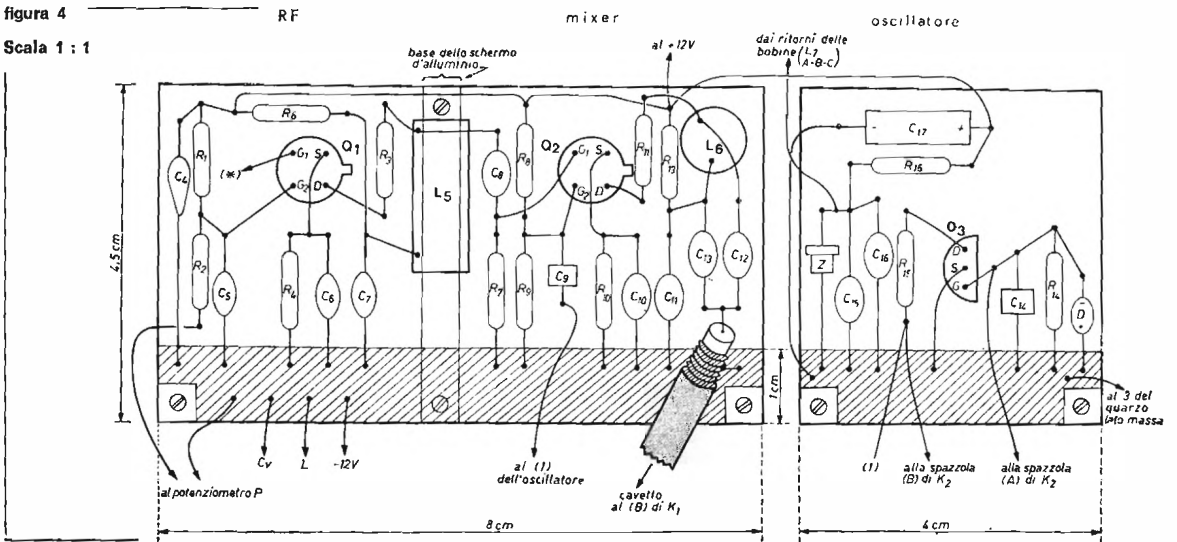 figura 4
Scala 1 : 1
RF
mixer
oscillatore
base dello schermo
d'alluminio
al +12V
dai ritorni delle
bobine (L7
A-B-C)
R6
R1
C4
(*)
G1 S
G2 D
Q1
R3
L5
C8
R8
Q2
G1 S
G2 D
R11
R13
L6
- C17 +
R16
4,5 cm
R2
C5
R4
C6
C7
R7
R9
C9
R10
C10
C11
C13
C12
Z
C15
C16
R15
Q3
D
S
G
C14
R14
D
+
1cm
al potenziometro P
Cv
L
-12V
al (1)
dell'oscillatore
cavetto
al (B) di K1
(1)
alla spazzola
(B) di K2
alla spazzola
(A) di K2
al 3 del
quarzo
lato massa
8 cm
4 cm